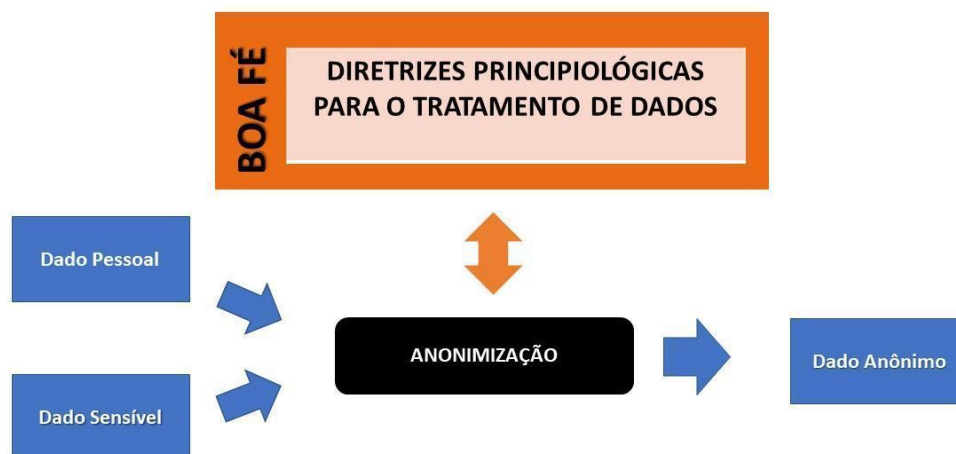 BOA FÉ
DIRETRIZES PRINCIPIOLÓGICAS
PARA O TRATAMENTO DE DADOS
Dado Pessoal
ANONIMIZAÇÃO
Dado Anônimo
Dado Sensível